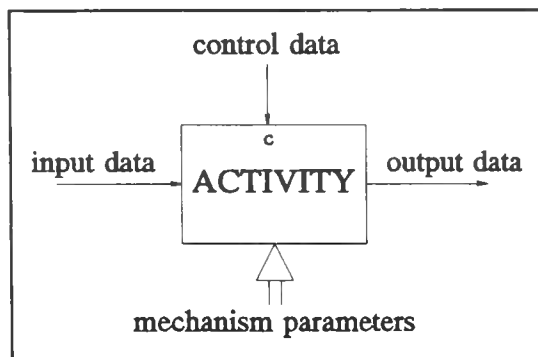 control data
c
input data
ACTIVITY
output data
mechanism parameters